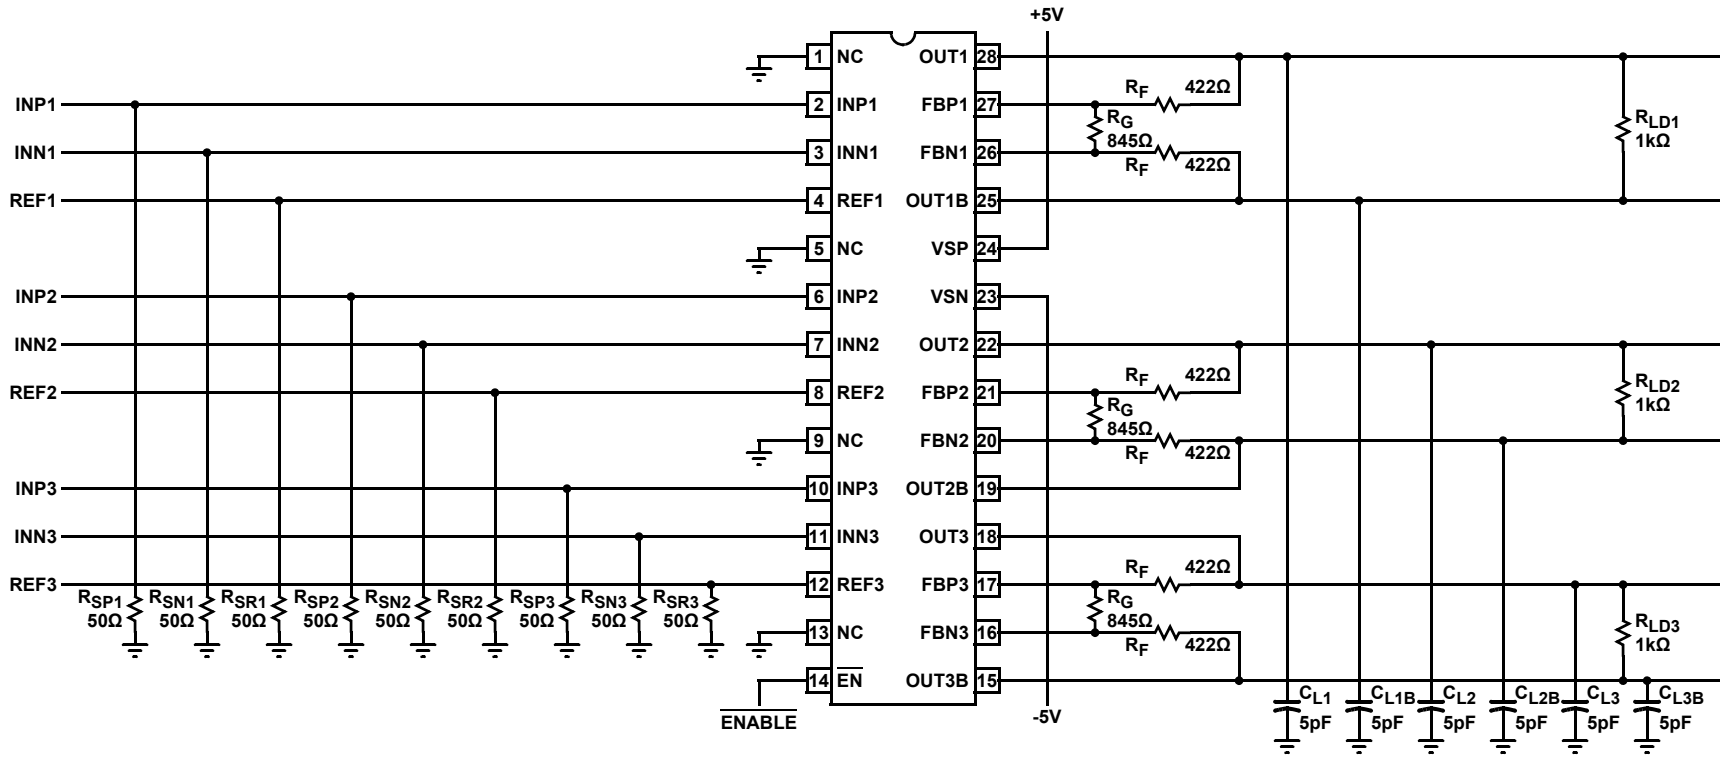 +5V
1 NC OUT1 28
INP1 2 INP1 FBP1 27 RF 422Ω
RG 845Ω
INN1 3 INN1 FBN1 26 RF 422Ω
RLD1 1kΩ
REF1 4 REF1 OUT1B 25
5 NC VSP 24
INP2 6 INP2 VSN 23
INN2 7 INN2 OUT2 22
REF2 8 REF2 FBP2 21 RF 422Ω
RG 845Ω
RLD2 1kΩ
9 NC FBN2 20 RF 422Ω
INP3 10 INP3 OUT2B 19
INN3 11 INN3 OUT3 18
REF3 12 REF3 FBP3 17 RF 422Ω
RG 845Ω
RSP1 RSN1 RSR1 RSP2 RSN2 RSR2 RSP3 RSN3 RSR3
50Ω 50Ω 50Ω 50Ω 50Ω 50Ω 50Ω 50Ω 50Ω
13 NC FBN3 16 RF 422Ω
RLD3 1kΩ
14 EN OUT3B 15
ENABLE
-5V
CL1 CL1B CL2 CL2B CL3 CL3B
5pF 5pF 5pF 5pF 5pF 5pF